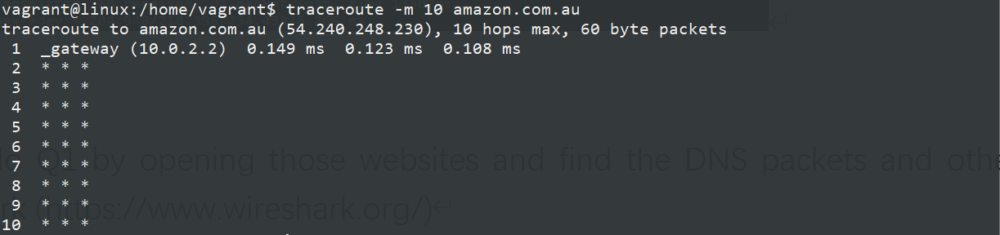 vagrant@linux:/home/vagrant$ traceroute -m 10 amazon.com.au
traceroute to amazon.com.au (54.240.248.230), 10 hops max, 60 byte packets
1 _gateway (10.0.2.2) 0.149 ms 0.123 ms 0.108 ms
2 * * *
3 * * *
4 * * *
5 * * *
6 * * *
Q1 by opening those websites and find the DNS packets and
7 * * *
8 * * *
9 * * *
(https://www.wireshark.org/)↵
10 * * *